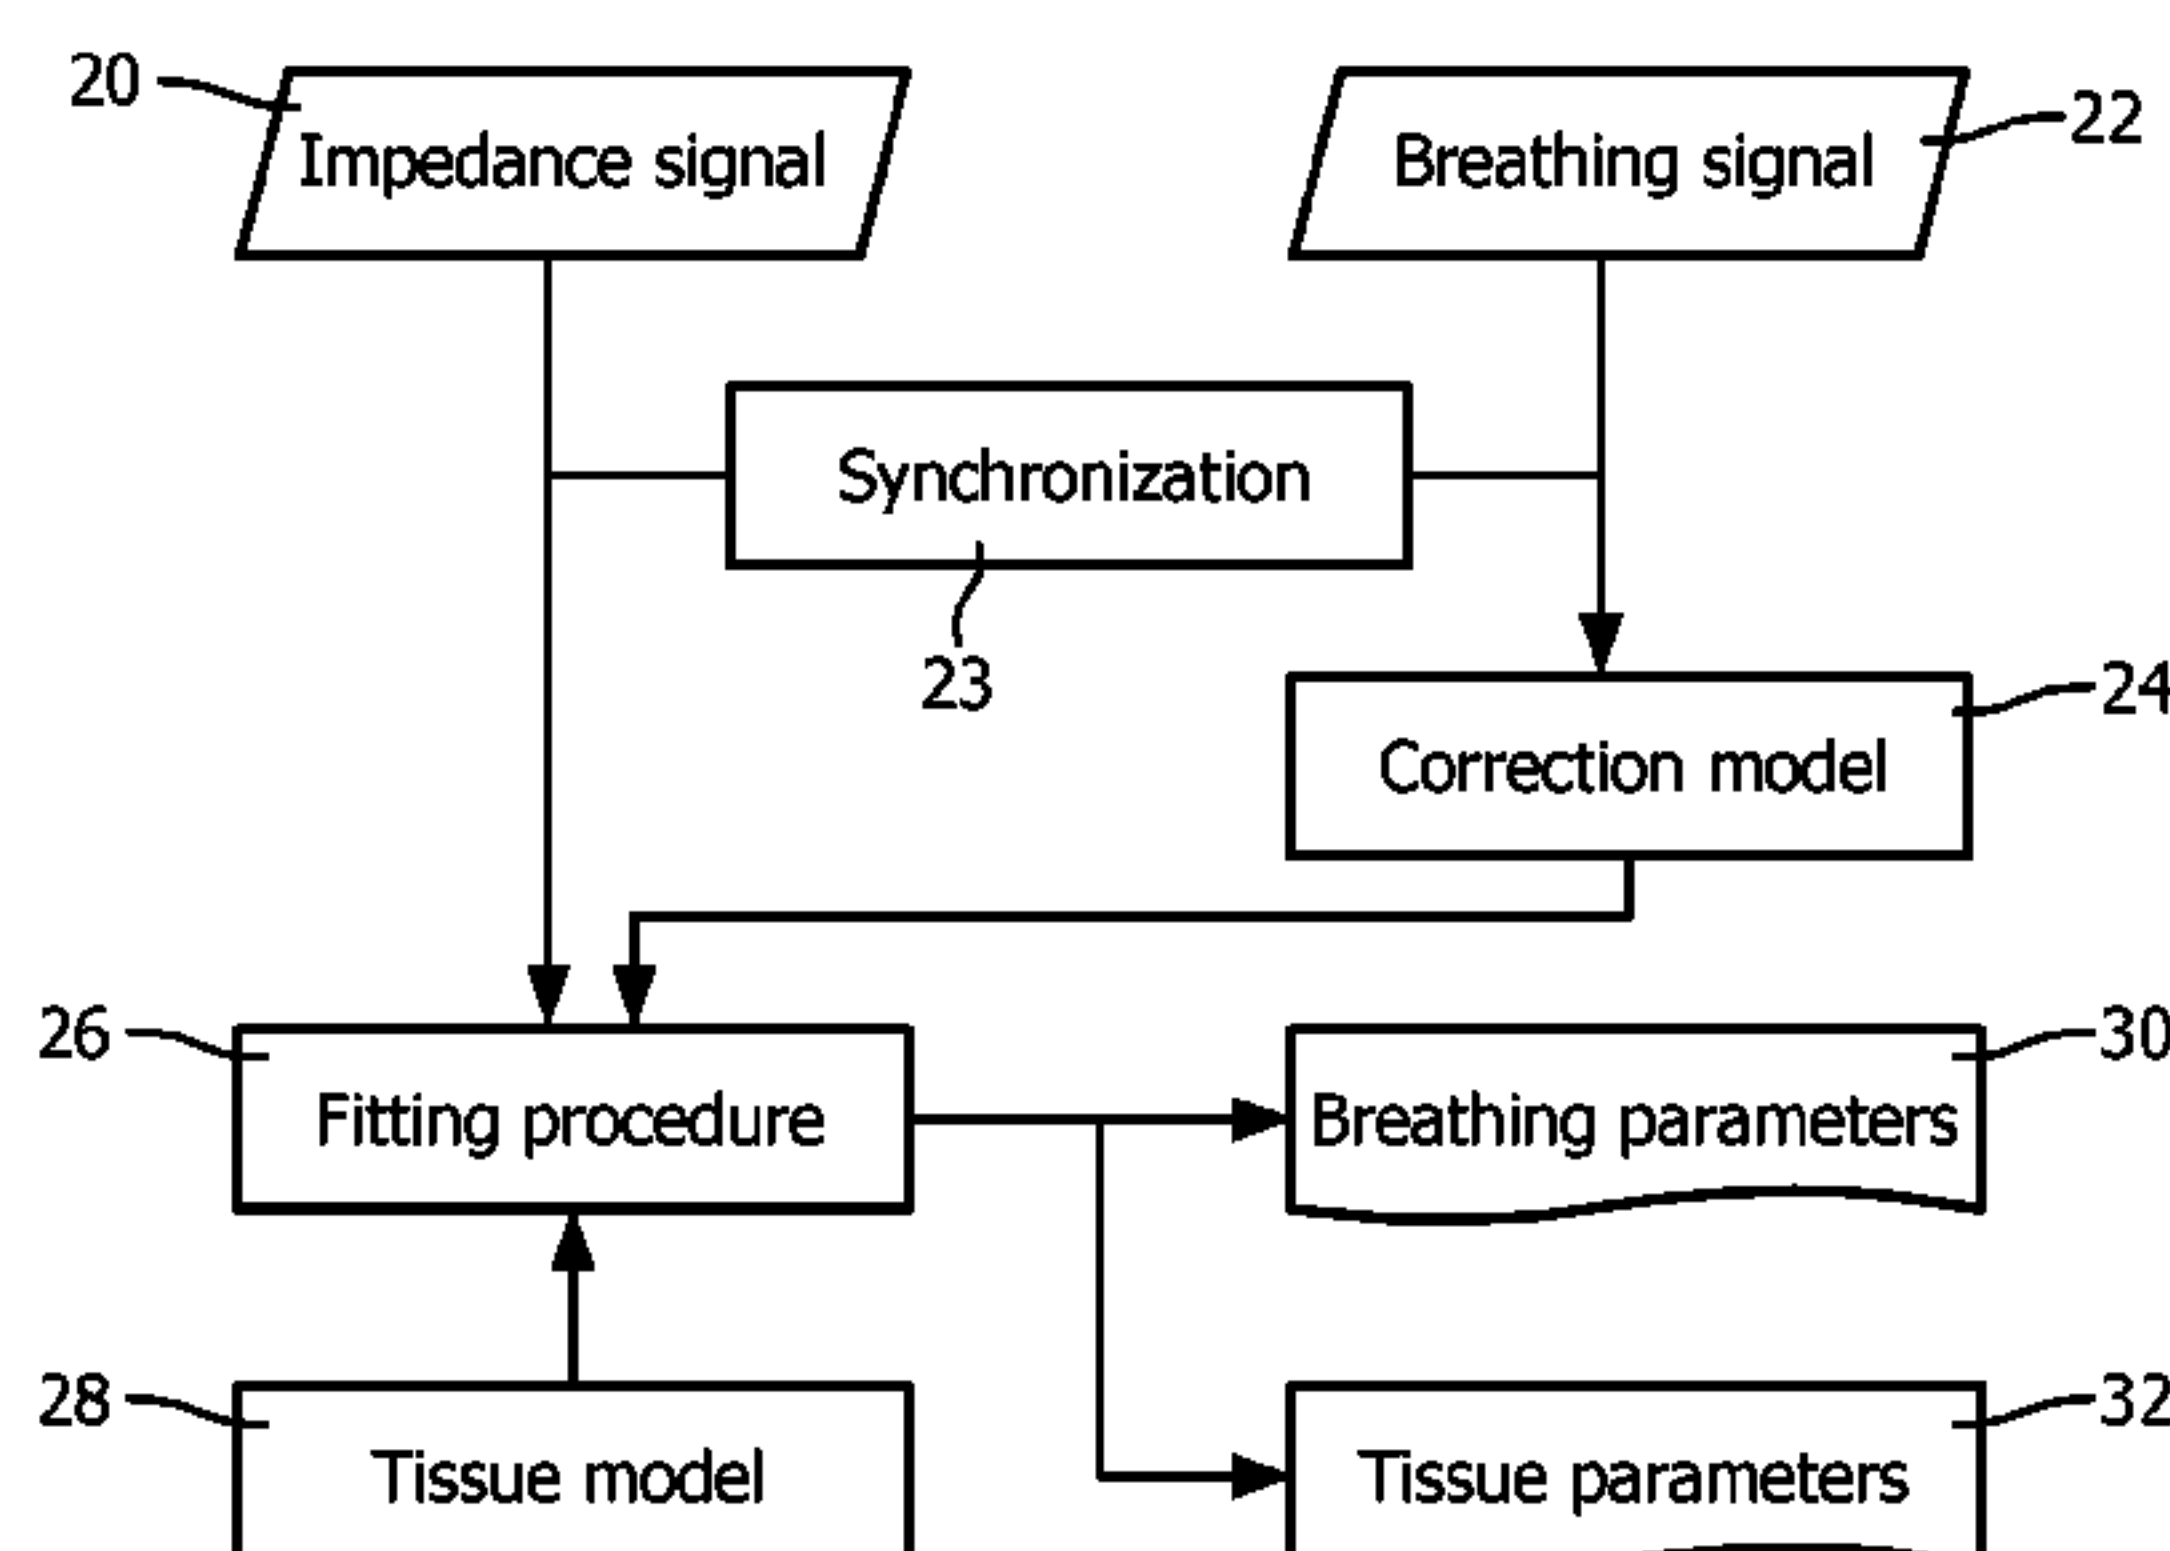 20
Impedance signal
Breathing signal
22
Synchronization
23
24
Correction model
26
Fitting procedure
30
Breathing parameters
28
Tissue model
32
Tissue parameters